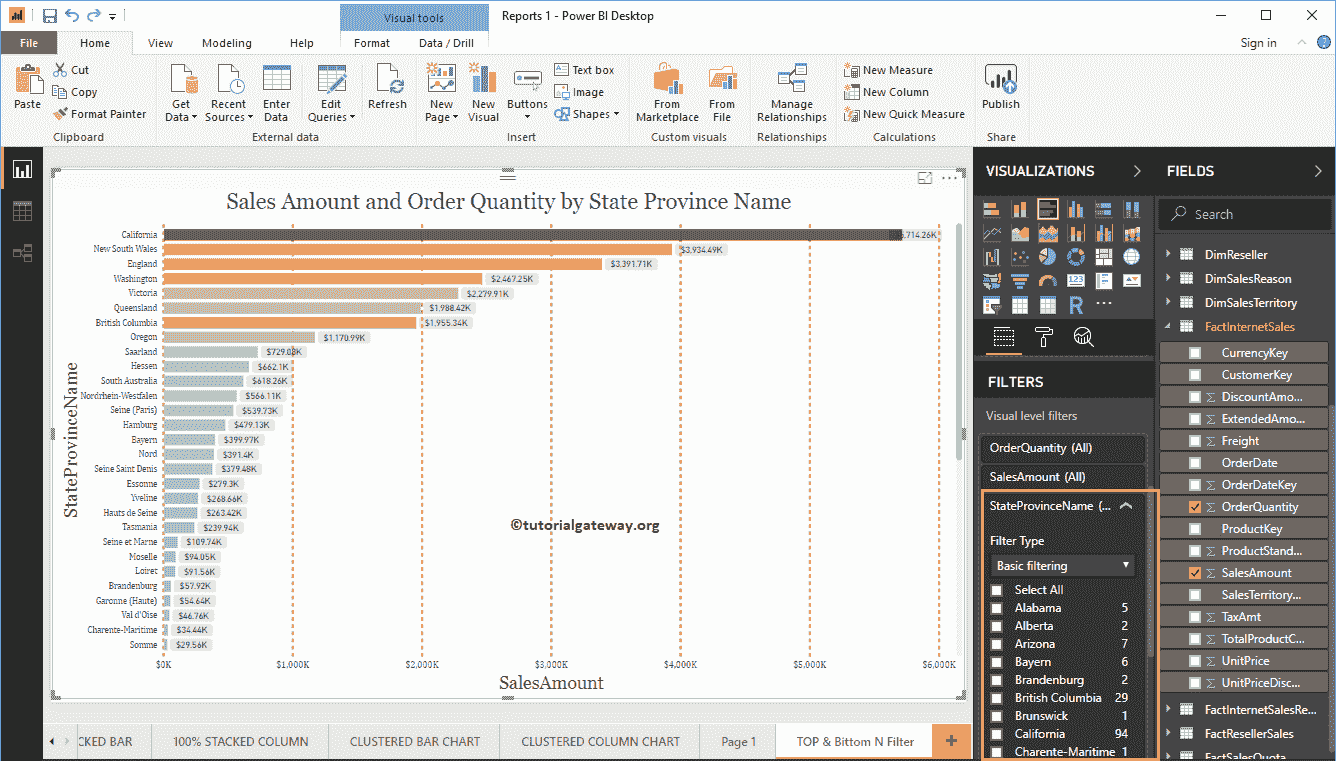 Visual tools
Reports 1 - Power BI Desktop
File Home View Modeling Help Format Data / Drill
Sign in
Paste
Cut
Copy
Format Painter
Clipboard
Get Data
Recent Sources
Enter Data
Edit Queries
External data
Refresh
New Page
New Visual
Buttons
Text box
Image
Shapes
Insert
From Marketplace
From File
Custom visuals
Manage Relationships
Relationships
New Measure
New Column
New Quick Measure
Calculations
Publish
Share
Sales Amount and Order Quantity by State Province Name
StateProvinceName
California
New South Wales $3,934.49K
England $3,391.71K
Washington $2,467.25K
Victoria $2,279.91K
Queensland $1,988.42K
British Columbia $1,955.34K
Oregon $1,170.99K
Saarland $729.03K
Hessen $662.1K
South Australia $618.26K
Nordrhein-Westfalen $566.11K
Seine (Paris) $539.73K
Hamburg $479.13K
Bayern $399.97K
Nord $391.4K
Seine Saint Denis $379.48K
Essonne $279.3K
Yveline $268.66K
Hauts de Seine $263.42K
Tasmania $239.94K
Seine et Marne $109.74K
Moselle $94.05K
Loiret $91.56K
Brandenburg $57.92K
Garonne (Haute) $54.64K
Val d'Oise $46.76K
Charente-Maritime $34.44K
Somme $29.56K
©tutorialgateway.org
$0K $1,000K $2,000K $3,000K $4,000K $5,000K $6,000K
SalesAmount
CKED BAR 100% STACKED COLUMN CLUSTERED BAR CHART CLUSTERED COLUMN CHART Page 1 TOP & Bittom N Filter +
VISUALIZATIONS
123
R
FILTERS
Visual level filters
OrderQuantity (All)
SalesAmount (All)
StateProvinceName (...
Filter Type
Basic filtering
Select All
Alabama 5
Alberta 2
Arizona 7
Bayern 6
Brandenburg 2
British Columbia 29
Brunswick 1
California 94
Charente-Maritime 1
FIELDS
Search
DimReseller
DimSalesReason
DimSalesTerritory
FactInternetSales
CurrencyKey
CustomerKey
Σ DiscountAmo...
Σ ExtendedAmo...
Σ Freight
OrderDate
Σ OrderDateKey
Σ OrderQuantity
ProductKey
Σ ProductStand...
Σ SalesAmount
SalesTerritory...
Σ TaxAmt
Σ TotalProductC...
Σ UnitPrice
Σ UnitPriceDisc...
FactInternetSalesRe...
FactResellerSales
FactSalesQuota